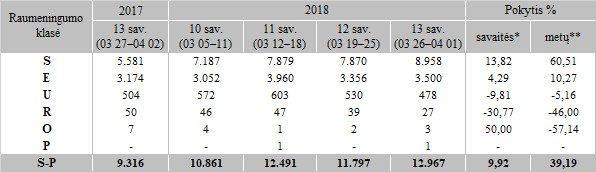 Raumeningumo klasė 2017 2018 Pokytis %
13 sav. (03 27–04 02) 10 sav. (03 05–11) 11 sav. (03 12–18) 12 sav. (03 19–25) 13 sav. (03 26–04 01) savaitės* metų**
S 5.581 7.187 7.879 7.870 8.958 13,82 60,51
E 3.174 3.052 3.960 3.356 3.500 4,29 10,27
U 504 572 603 530 478 -9,81 -5,16
R 50 46 47 39 27 -30,77 -46,00
O 7 4 1 2 3 50,00 -57,14
P - - 1 - 1 - -
S-P 9.316 10.861 12.491 11.797 12.967 9,92 39,19